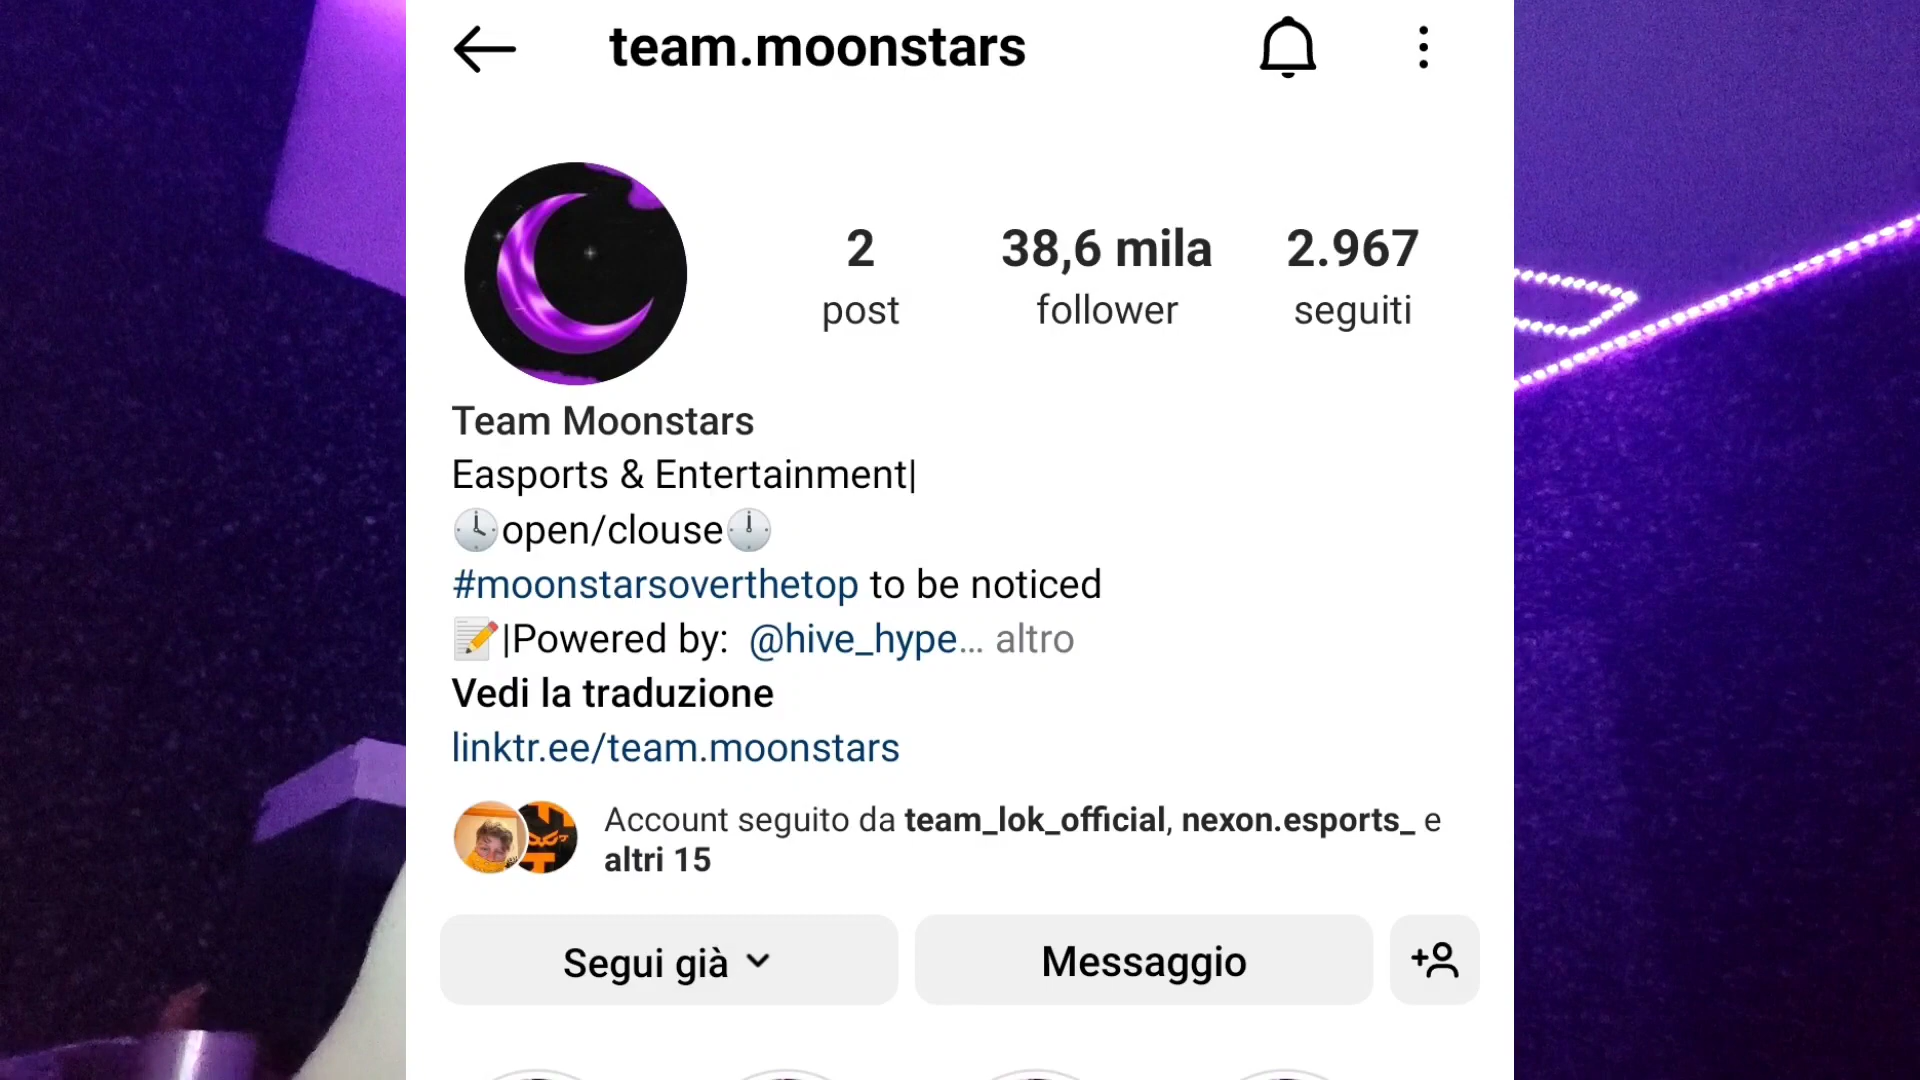 team.moonstars
2 38,6 mila 2.967
post follower seguiti
Team Moonstars
Easports & Entertainment|
🕓open/clouse🕛
#moonstarsoverthetop to be noticed
📝|Powered by: @hive_hype... altro
Vedi la traduzione
linktr.ee/team.moonstars
Account seguito da team_lok_official, nexon.esports_ e
altri 15
Segui già Messaggio